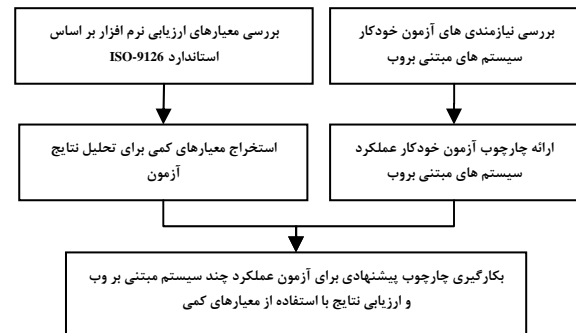 بررسی نیازمندی های آزمون خودکار
سیستم های مبتنی بروب
بررسی معیارهای ارزیابی نرم افزار بر اساس
استاندارد ISO-9126
ارائه چارچوب آزمون خودکار عملکرد
سیستم های مبتنی بروب
استخراج معیارهای کمی برای تحلیل نتایج
آزمون
بکارگیری چارچوب پیشنهادی برای آزمون عملکرد چند سیستم مبتنی بر وب
و ارزیابی نتایج با استفاده از معیارهای کمی